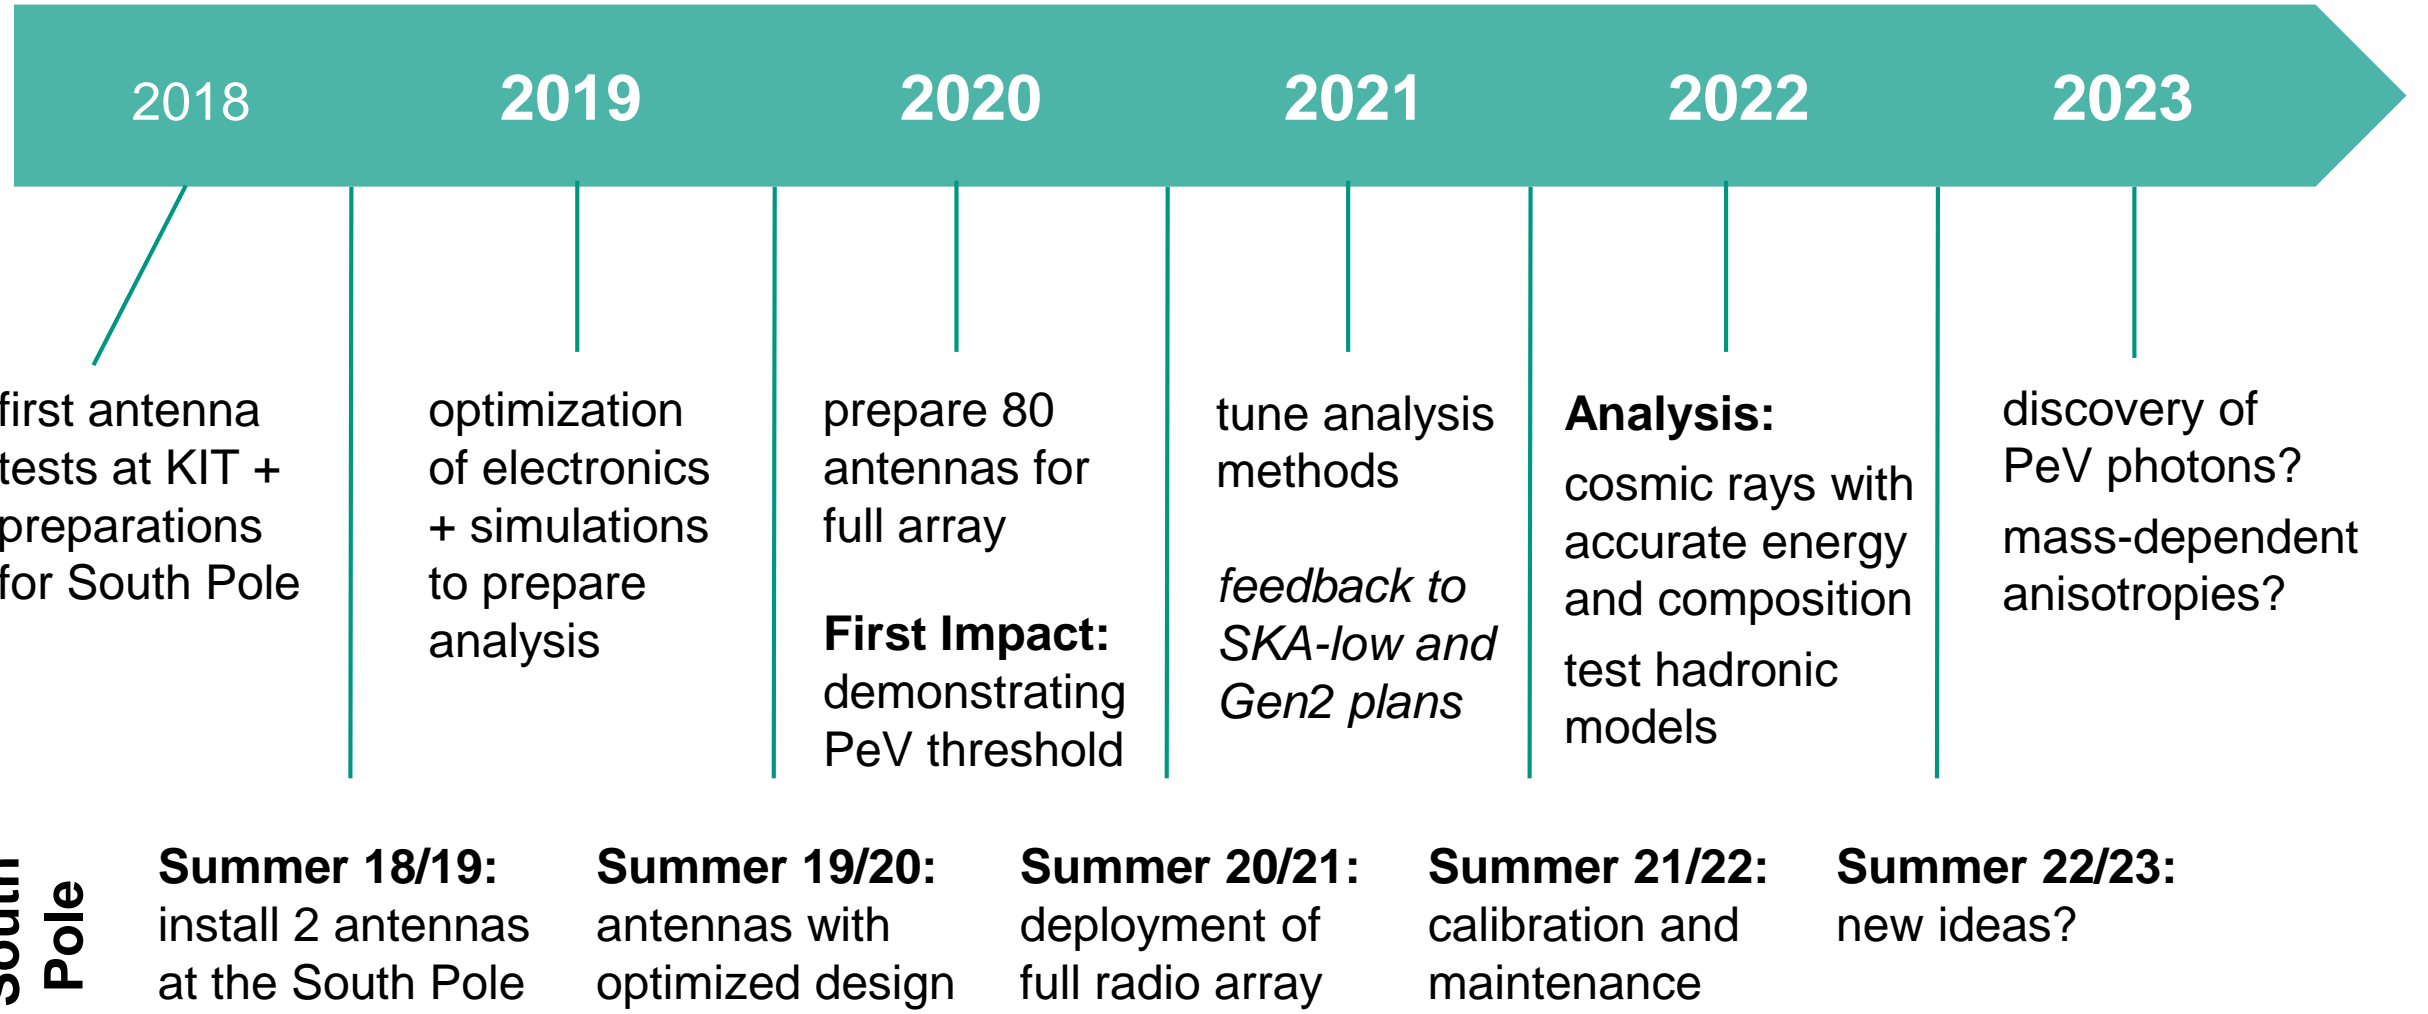 2018
2019
2020
2021
2022
2023
first antenna
tests at KIT +
preparations
for South Pole
optimization
of electronics
+ simulations
to prepare
analysis
prepare 80
antennas for
full array
First Impact:
demonstrating
PeV threshold
tune analysis
methods
feedback to
SKA-low and
Gen2 plans
Analysis:
cosmic rays with
accurate energy
and composition
test hadronic
models
discovery of
PeV photons?
mass-dependent
anisotropies?
South
Pole
Summer 18/19:
install 2 antennas
at the South Pole
Summer 19/20:
antennas with
optimized design
Summer 20/21:
deployment of
full radio array
Summer 21/22:
calibration and
maintenance
Summer 22/23:
new ideas?